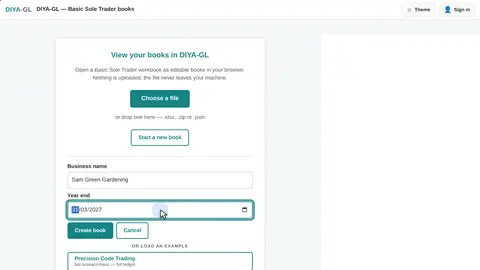 DIYA-GL DIYA-GL — Basic Sole Trader books
Theme
Sign in
View your books in DIYA-GL
Open a Basic Sole Trader workbook as editable books in your browser.
Nothing is uploaded, the file never leaves your machine.
Choose a file
or drop one here — .xlsx, .zip or .json
Start a new book
Business name
Sam Green Gardening
Year end
/03/2027
Create book Cancel
OR LOAD AN EXAMPLE
Precision Code Trading